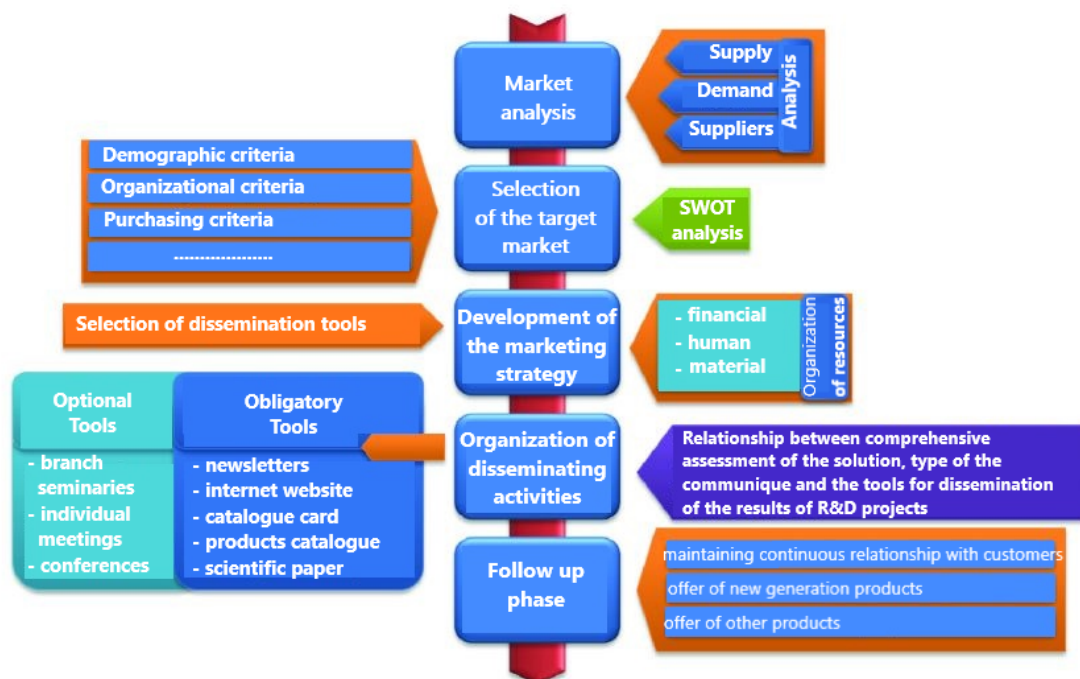 Market
analysis
Supply
Demand
Suppliers
Analysis
Demographic criteria
Organizational criteria
Purchasing criteria
-------------------
Selection
of the target
market
SWOT
analysis
Selection of dissemination tools
Development of
the marketing
strategy
- financial
- human
- material
Organization
of resources
Optional
Tools
- branch
seminaries
- individual
meetings
- conferences
Obligatory
Tools
- newsletters
- internet website
- catalogue card
- products catalogue
- scientific paper
Organization of
disseminating
activities
Relationship between comprehensive
assessment of the solution, type of the
communique and the tools for dissemination
of the results of R&D projects
Follow up
phase
maintaining continuous relationship with customers
offer of new generation products
offer of other products